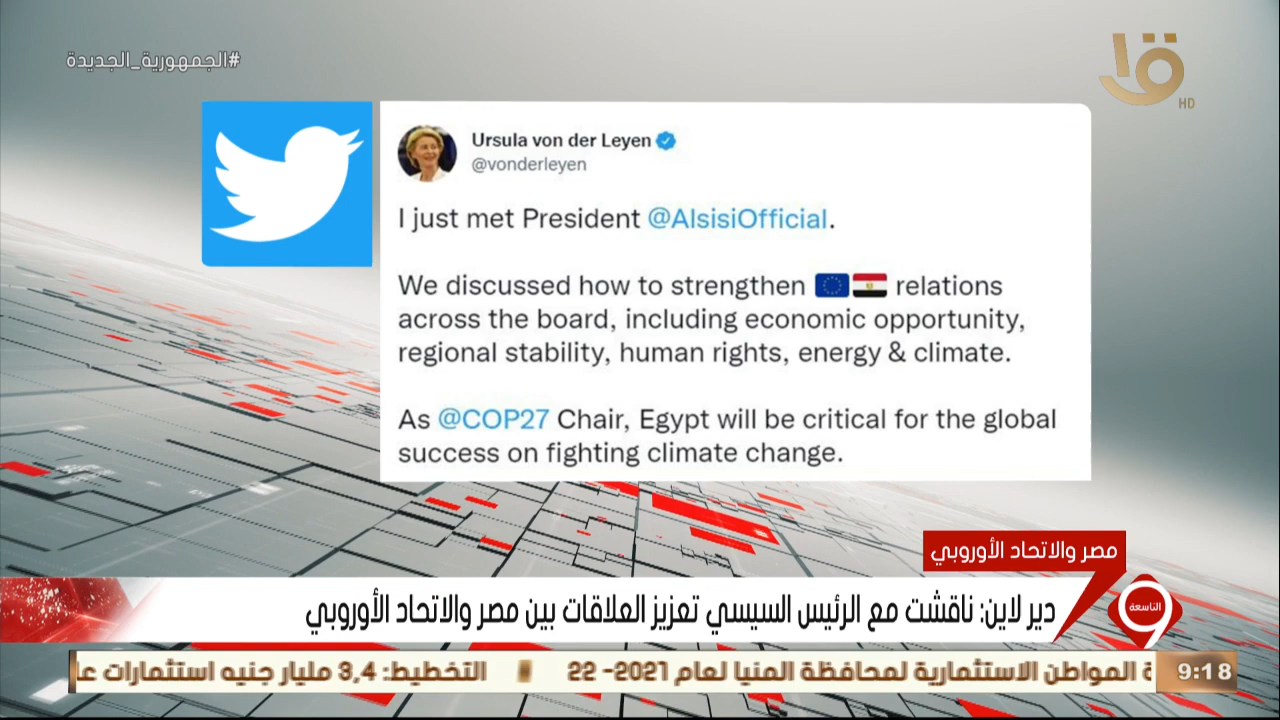 #الجمهورية_الجديدة
HD
Ursula von der Leyen
@vonderleyen
I just met President @AlsisiOfficial.
We discussed how to strengthen 🇪🇺🇪🇬 relations
across the board, including economic opportunity,
regional stability, human rights, energy & climate.
As @COP27 Chair, Egypt will be critical for the global
success on fighting climate change.
مصر والاتحاد الأوروبي
التاسعة
دير لاين: ناقشت مع الرئيس السيسي تعزيز العلاقات بين مصر والاتحاد الأوروبي
9:18 ة المواطن الاستثمارية لمحافظة المنيا لعام 2021- 22 التخطيط: 3,4 مليار جنيه استثمارات عا